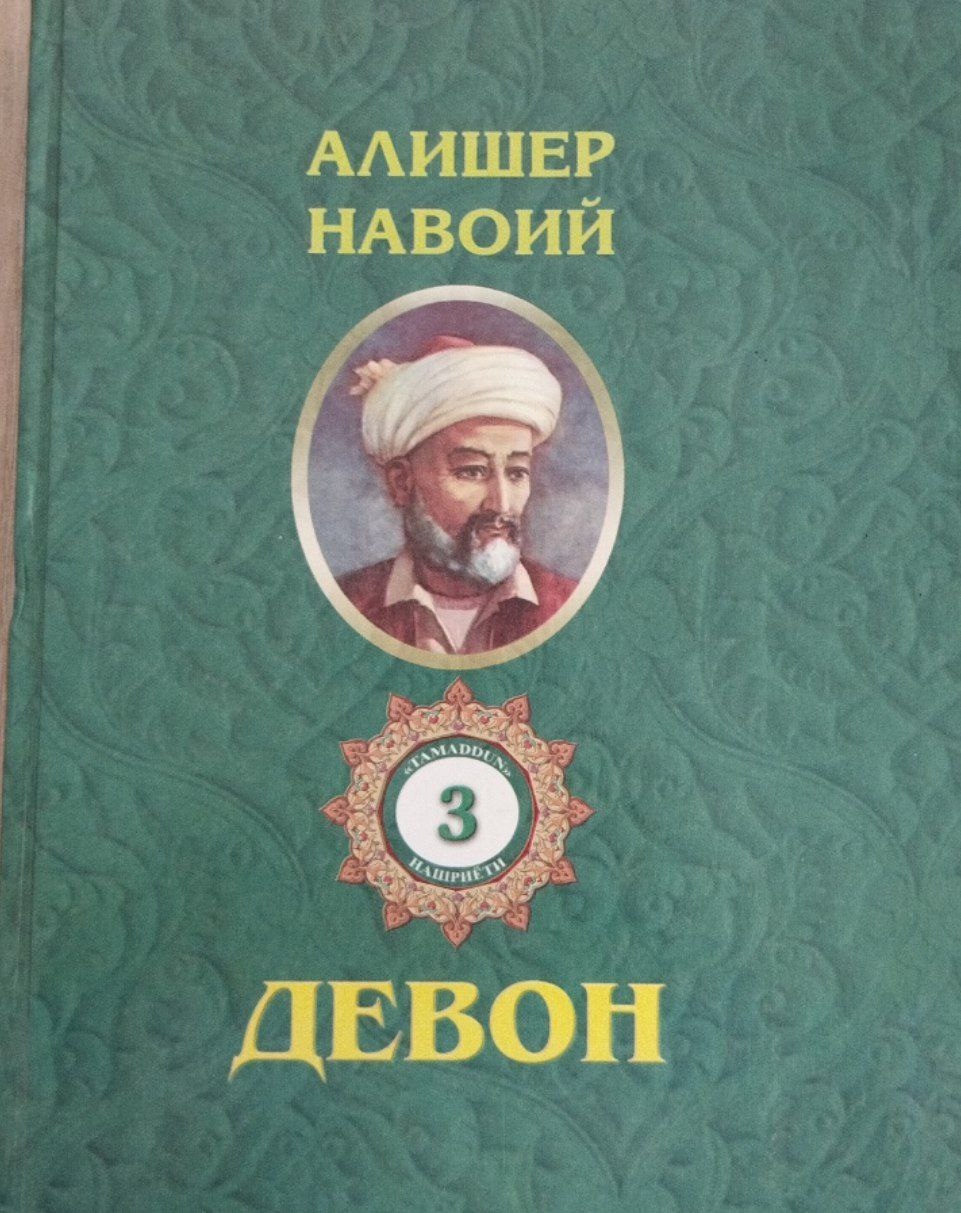 АЛИШЕР
НАВОИЙ
«TAMADDUN»
3
НАШРИЁТИ
ДЕВОН